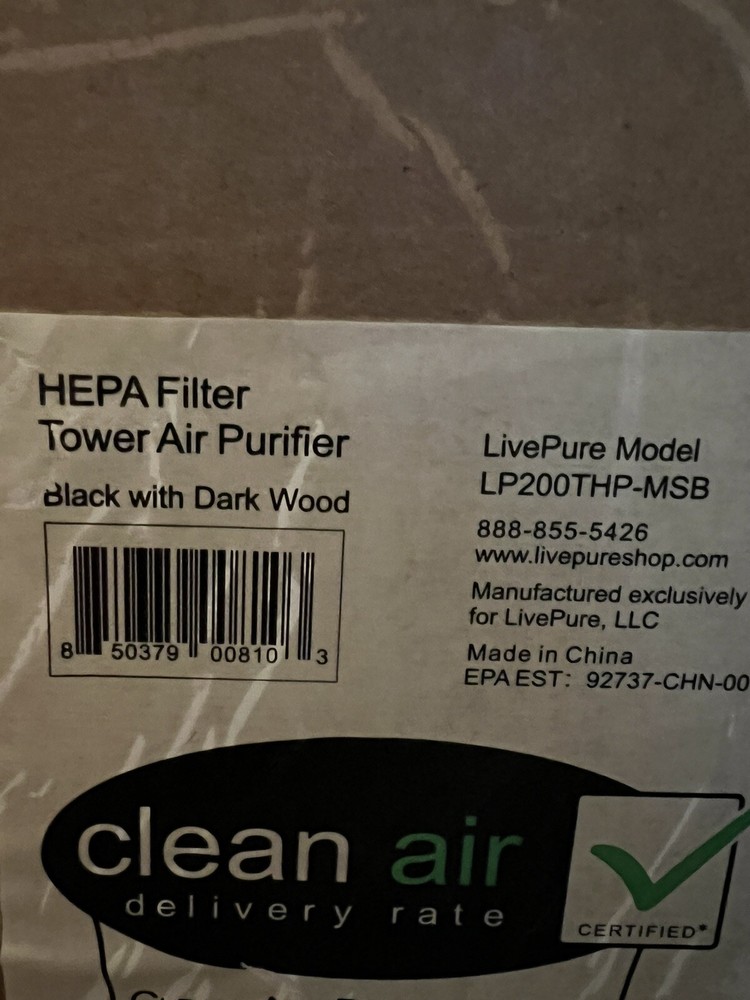 HEPA Filter
Tower Air Purifier
Black with Dark Wood
8 50379 00810 3
LivePure Model
LP200THP-MSB
888-855-5426
www.livepureshop.com
Manufactured exclusively
for LivePure, LLC
Made in China
EPA EST: 92737-CHN-00
clean air
delivery rate
CERTIFIED*